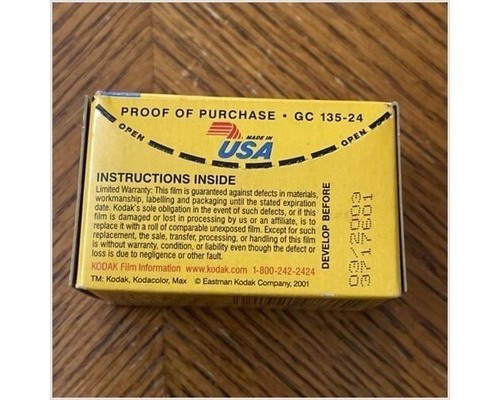 PROOF OF PURCHASE • GC 135-24
OPEN
MADE IN
USA
OPEN
INSTRUCTIONS INSIDE
Limited Warranty: This film is guaranteed against defects in materials,
workmanship, labelling and packaging until the stated expiration
date. Kodak's sole obligation in the event of such defects, or if this
film is damaged or lost in processing by us or an affiliate, is to
replace it with a roll of comparable unexposed film. Except for such
replacement, the sale, transfer, processing, or handling of this film
is without warranty, condition, or liability even though the defect or
loss is due to negligence or other fault.
KODAK Film Information www.kodak.com 1-800-242-2424
TM: Kodak, Kodacolor, Max © Eastman Kodak Company, 2001
DEVELOP BEFORE
03/2003
3717601